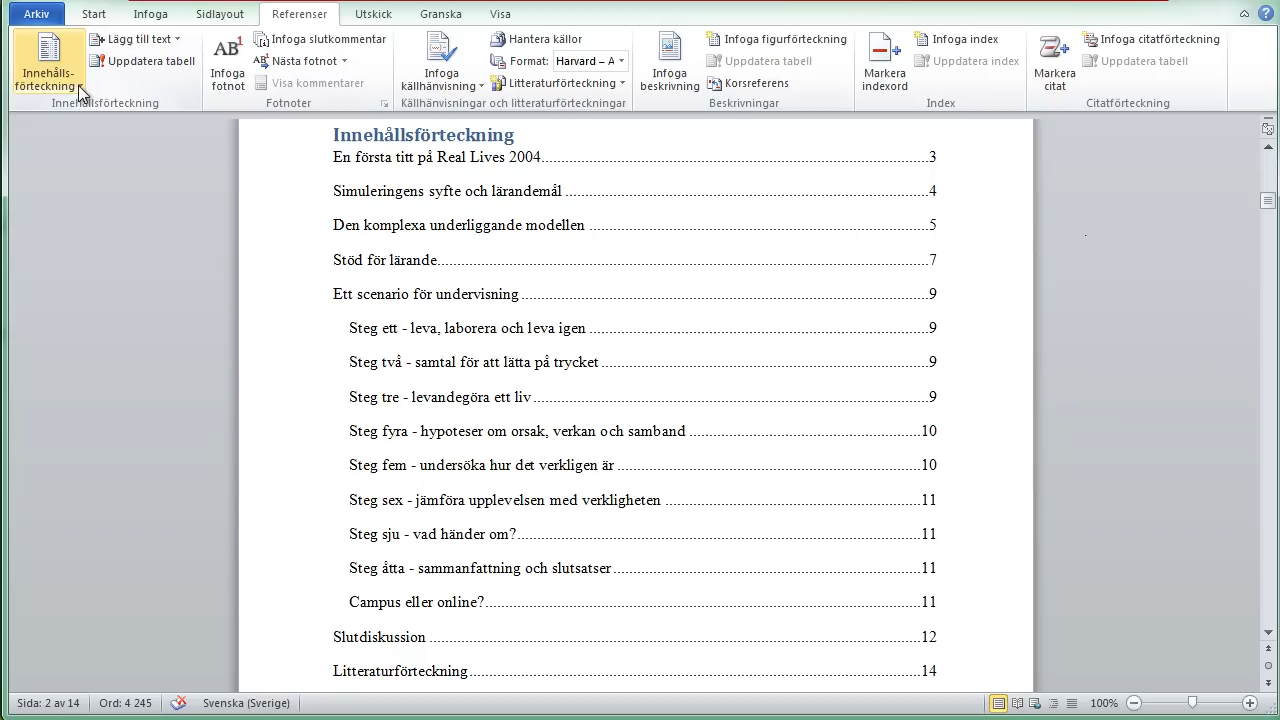 Arkiv Start Infoga Sidlayout Referenser Utskick Granska Visa
Innehålls-
förteckning
Lägg till text
Uppdatera tabell
Innehållsförteckning
AB1
Infoga
fotnot
Infoga slutkommentar
Nästa fotnot
Visa kommentarer
Fotnoter
Infoga
källhänvisning
Hantera källor
Format: Harvard – A
Litteraturförteckning
Källhänvisningar och litteraturförteckningar
Infoga
beskrivning
Infoga figurförteckning
Uppdatera tabell
Korsreferens
Beskrivningar
Markera
indexord
Infoga index
Uppdatera index
Index
Markera
citat
Infoga citatförteckning
Uppdatera tabell
Citatförteckning
Innehållsförteckning
En första titt på Real Lives 2004 3
Simuleringens syfte och lärandemål 4
Den komplexa underliggande modellen 5
Stöd för lärande 7
Ett scenario för undervisning 9
Steg ett - leva, laborera och leva igen 9
Steg två - samtal för att lätta på trycket 9
Steg tre - levandegöra ett liv 9
Steg fyra - hypoteser om orsak, verkan och samband 10
Steg fem - undersöka hur det verkligen är 10
Steg sex - jämföra upplevelsen med verkligheten 11
Steg sju - vad händer om? 11
Steg åtta - sammanfattning och slutsatser 11
Campus eller online? 11
Slutdiskussion 12
Litteraturförteckning 14
Sida: 2 av 14 Ord: 4 245 Svenska (Sverige) 100%